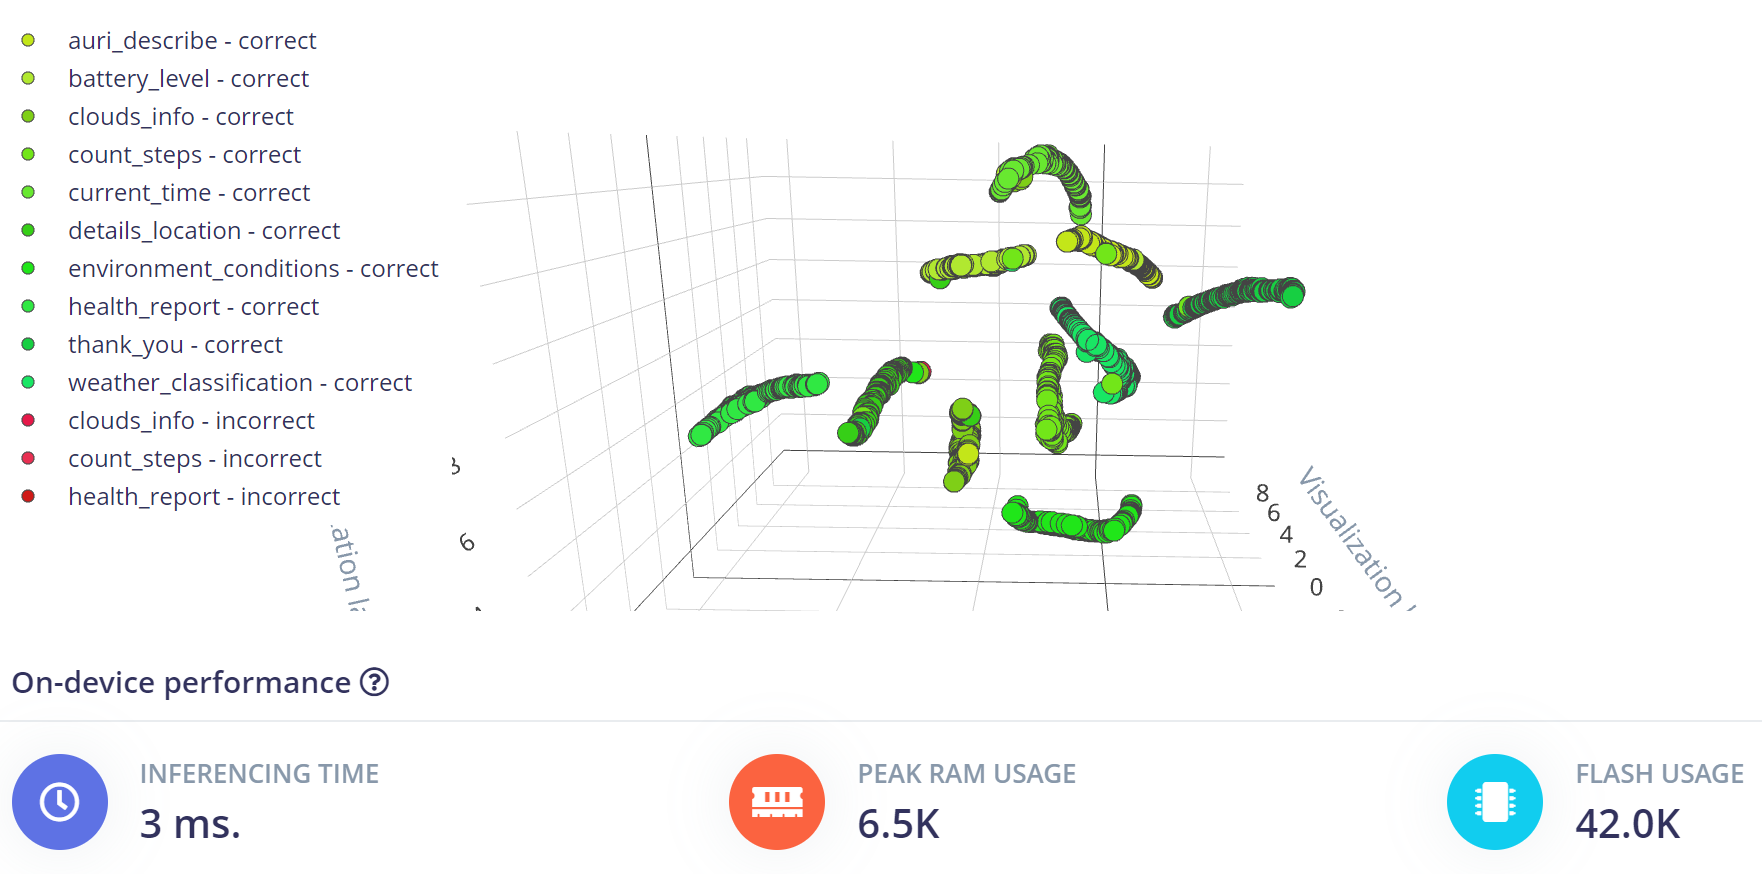 auri_describe - correct
battery_level - correct
clouds_info - correct
count_steps - correct
current_time - correct
details_location - correct
environment_conditions - correct
health_report - correct
thank_you - correct
weather_classification - correct
clouds_info - incorrect
count_steps - incorrect
health_report - incorrect
6
8
6
4
2
0
Visualization
On-device performance ?
INFERENCING TIME
3 ms.
PEAK RAM USAGE
6.5K
FLASH USAGE
42.0K